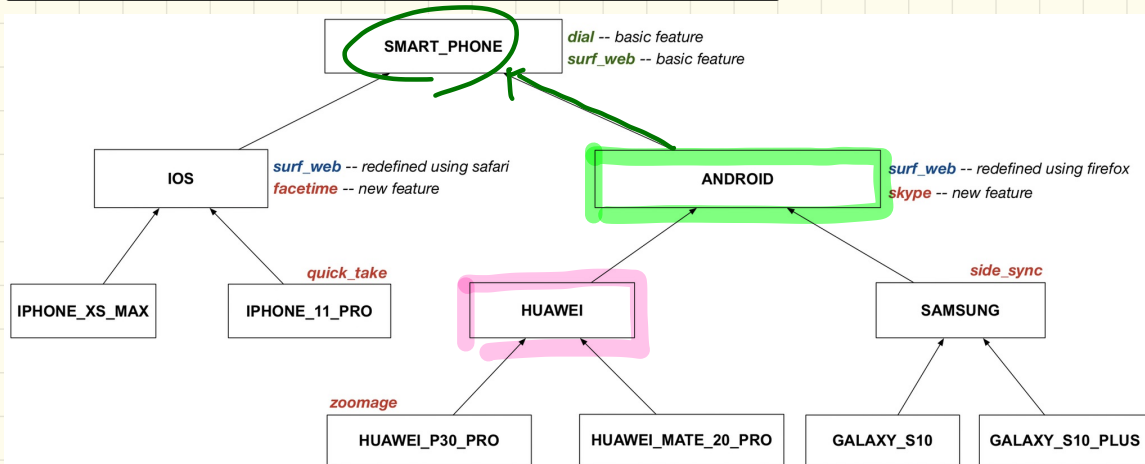 SMART_PHONE
dial -- basic feature
surf_web -- basic feature
IOS
surf_web -- redefined using safari
facetime -- new feature
ANDROID
surf_web -- redefined using firefox
skype -- new feature
IPHONE_XS_MAX
quick_take
IPHONE_11_PRO
HUAWEI
side_sync
SAMSUNG
zoomage
HUAWEI_P30_PRO
HUAWEI_MATE_20_PRO
GALAXY_S10
GALAXY_S10_PLUS